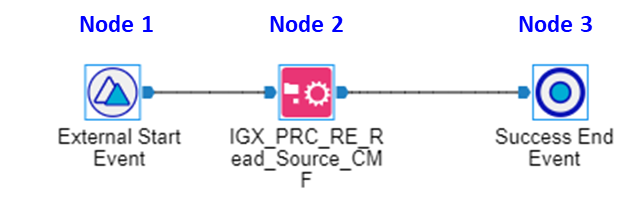 Node 1
Node 2
Node 3
External Start
Event
IGX_PRC_RE_R
ead_Source_CM
F
Success End
Event